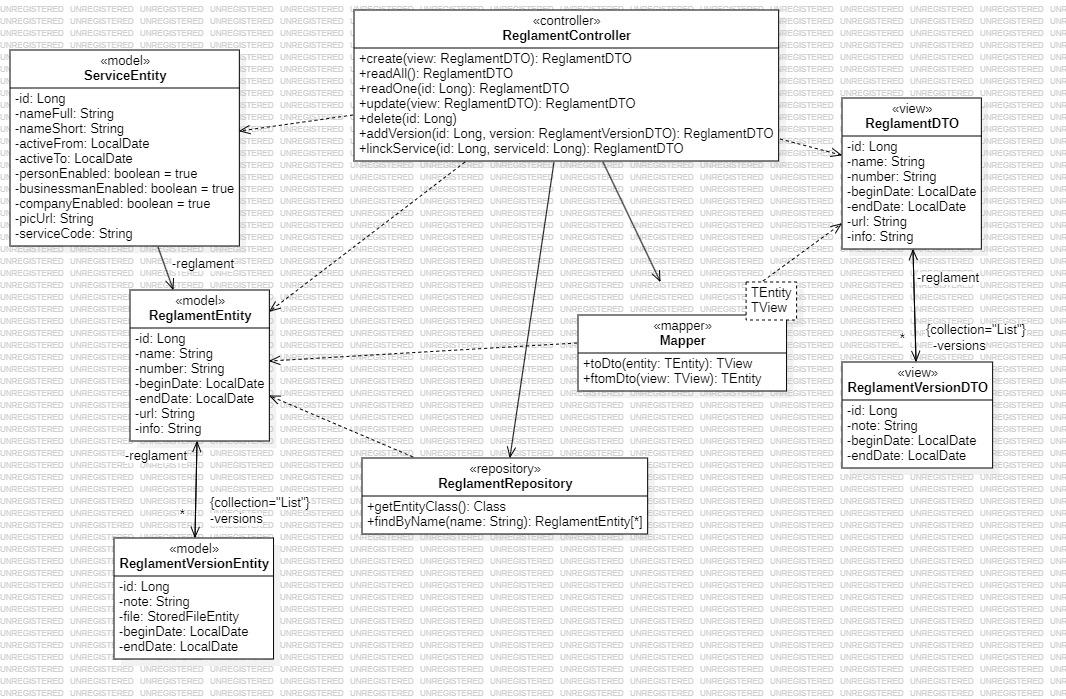 «controller»
ReglamentController
+create(view: ReglamentDTO): ReglamentDTO
+readAll(): ReglamentDTO
+readOne(id: Long): ReglamentDTO
+update(view: ReglamentDTO): ReglamentDTO
+delete(id: Long)
+addVersion(id: Long, version: ReglamentVersionDTO): ReglamentDTO
+linckService(id: Long, serviceId: Long): ReglamentDTO
«model»
ServiceEntity
-id: Long
-nameFull: String
-nameShort: String
-activeFrom: LocalDate
-activeTo: LocalDate
-personEnabled: boolean = true
-businessmanEnabled: boolean = true
-companyEnabled: boolean = true
-picUrl: String
-serviceCode: String
«view»
ReglamentDTO
-id: Long
-name: String
-number: String
-beginDate: LocalDate
-endDate: LocalDate
-url: String
-info: String
-reglament
«model»
ReglamentEntity
-id: Long
-name: String
-number: String
-beginDate: LocalDate
-endDate: LocalDate
-url: String
-info: String
TEntity
TView
«mapper»
Mapper
+toDto(entity: TEntity): TView
+ftomDto(view: TView): TEntity
-reglament
{collection="List"}
*
-versions
«view»
ReglamentVersionDTO
-id: Long
-note: String
-beginDate: LocalDate
-endDate: LocalDate
-reglament
{collection="List"}
*
-versions
«repository»
ReglamentRepository
+getEntityClass(): Class
+findByName(name: String): ReglamentEntity[*]
«model»
ReglamentVersionEntity
-id: Long
-note: String
-file: StoredFileEntity
-beginDate: LocalDate
-endDate: LocalDate
UNREGISTERED